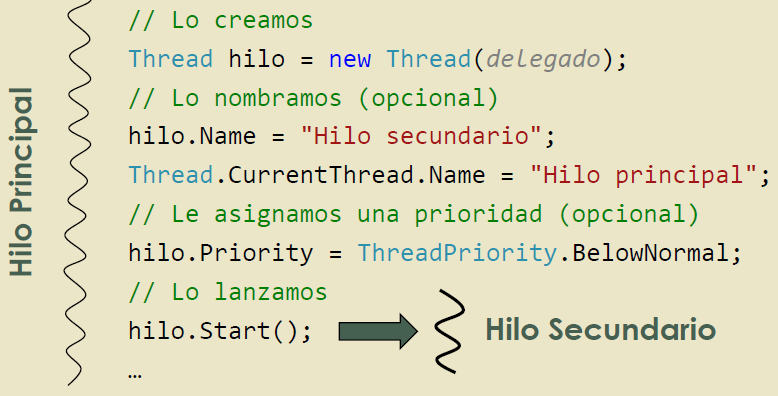 Hilo Principal
// Lo creamos
Thread hilo = new Thread(delegado);
// Lo nombramos (opcional)
hilo.Name = "Hilo secundario";
Thread.CurrentThread.Name = "Hilo principal";
// Le asignamos una prioridad (opcional)
hilo.Priority = ThreadPriority.BelowNormal;
// Lo lanzamos
hilo.Start();
Hilo Secundario
…